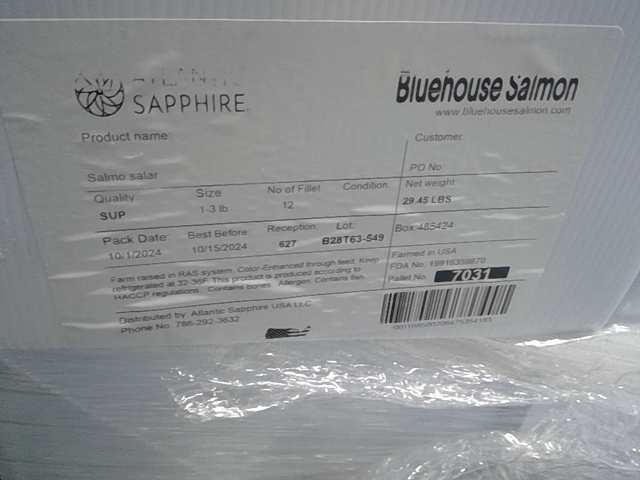 ATLANTIC
SAPPHIRE
Bluehouse Salmon
www.bluehousesalmon.com
Product name
Customer
Salmo salar
PO No:
Quality:
Size
No of Fillet
Condition:
Net weight:
SUP
1-3 lb
12
29.45 LBS
Pack Date:
Best Before:
Reception:
Lot:
Box:485424
10/1/2024
10/15/2024
627
B28T63-549
Farmed in USA
FDA No. 19916359870
Pallet No.: 7031
Farm raised in RAS system. Color-Enhanced through feed. Keep
refrigerated at 32-36F This product is produced according to
HACCP regulations. Contains bones. Allergen: Contains fish.
Distributed by: Atlantic Sapphire USA LLC
Phone No. 786-292-3632